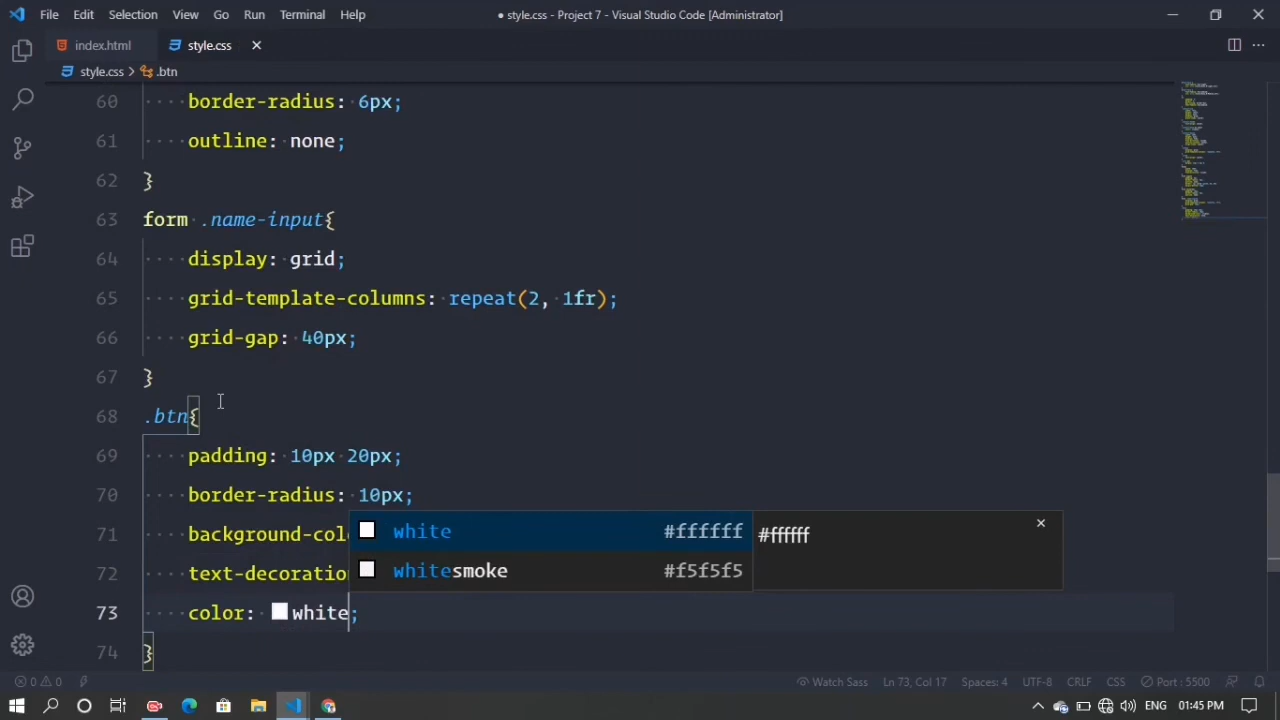 File Edit Selection View Go Run Terminal Help
● style.css - Project 7 - Visual Studio Code [Administrator]
index.html style.css
style.css > .btn
60 border-radius: 6px;
61 outline: none;
62 }
63 form .name-input{
64 display: grid;
65 grid-template-columns: repeat(2, 1fr);
66 grid-gap: 40px;
67 }
68 .btn{
69 padding: 10px 20px;
70 border-radius: 10px;
71 background-colo
72 text-decoration
73 color: white;
74 }
white #ffffff
whitesmoke #f5f5f5
#ffffff
0 0 Watch Sass Ln 73, Col 17 Spaces: 4 UTF-8 CRLF CSS Port : 5500
ENG 01:45 PM